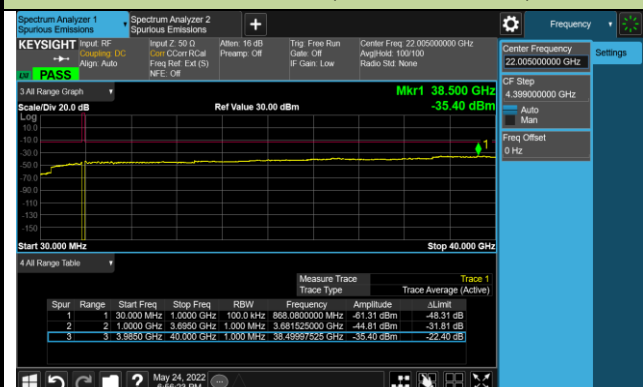 Spectrum Analyzer 1
Spurious Emissions
Spectrum Analyzer 2
Spurious Emissions
+
Frequency
KEYSIGHT
Input: RF
Coupling: DC
Align: Auto
Input Z: 50 Ω
Corr CCorr RCal
Freq Ref: Ext (S)
NFE: Off
Atten: 16 dB
Preamp: Off
Trig: Free Run
Gate: Off
IF Gain: Low
Center Freq: 22.005000000 GHz
Avg|Hold: 100/100
Radio Std: None
PASS
Center Frequency
22.005000000 GHz
Settings
CF Step
4.399000000 GHz
Auto
Man
Freq Offset
0 Hz
3 All Range Graph
Mkr1 38.500 GHz
Scale/Div 20.0 dB
Ref Value 30.00 dBm
-35.40 dBm
Log
10.0
-10.0
-30.0
-50.0
-70.0
-90.0
-110
-130
-150
1
Start 30.000 MHz
Stop 40.000 GHz
4 All Range Table
Measure Trace Trace 1
Trace Type Trace Average (Active)
Spur Range Start Freq Stop Freq RBW Frequency Amplitude ΔLimit
1 1 30.000 MHz 1.0000 GHz 100.0 kHz 868.0800000 MHz -61.31 dBm -48.31 dB
2 2 1.0000 GHz 3.6950 GHz 1.000 MHz 3.681525000 GHz -44.81 dBm -31.81 dB
3 3 3.9850 GHz 40.000 GHz 1.000 MHz 38.49997525 GHz -35.40 dBm -22.40 dB
?
May 24, 2022
6:56:23 PM